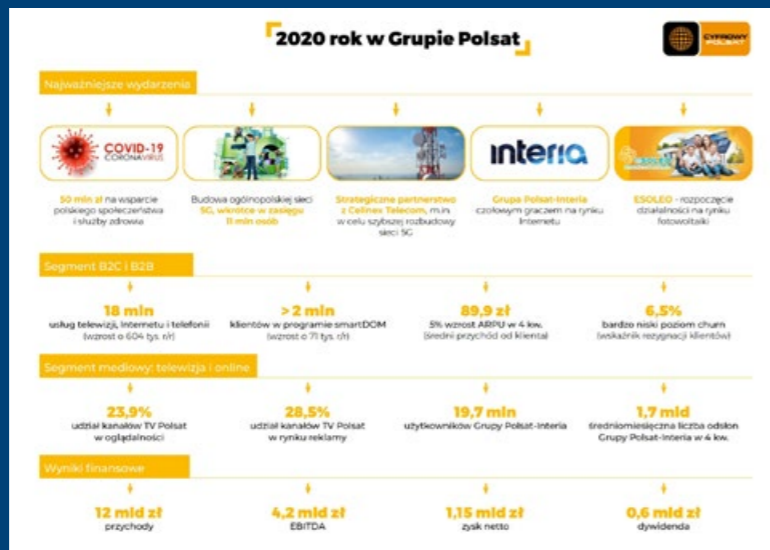 2020 rok w Grupie Polsat
CYFROWY
POLSAT
Najważniejsze wydarzenia
COVID-19
CORONAVIRUS
5G
interia
ESOLEO
50 mln zł na wsparcie
polskiego społeczeństwa
i służby zdrowia
Budowa ogólnopolskiej sieci
5G, wkrótce w zasięgu
11 mln osób
Strategiczne partnerstwo
z Cellnex Telecom, m.in.
w celu szybszej rozbudowy
sieci 5G
Grupa Polsat-Interia
czołowym graczem na rynku
Internetu
ESOLEO - rozpoczęcie
działalności na rynku
fotowoltaiki
Segment B2C i B2B
18 mln
usług telewizji, Internetu i telefonii
(wzrost o 604 tys. r/r)
> 2 mln
klientów w programie smartDOM
(wzrost o 71 tys. r/r)
89,9 zł
5% wzrost ARPU w 4 kw.
(średni przychód od klienta)
6,5%
bardzo niski poziom churn
(wskaźnik rezygnacji klientów)
Segment mediowy: telewizja i online
23,9%
udział kanałów TV Polsat
w oglądalności
28,5%
udział kanałów TV Polsat
w rynku reklamy
19,7 mln
użytkowników Grupy Polsat-Interia
1,7 mld
średniomiesięczna liczba odsłon
Grupy Polsat-Interia w 4 kw.
Wyniki finansowe
12 mld zł
przychody
4,2 mld zł
EBITDA
1,15 mld zł
zysk netto
0,6 mld zł
dywidenda